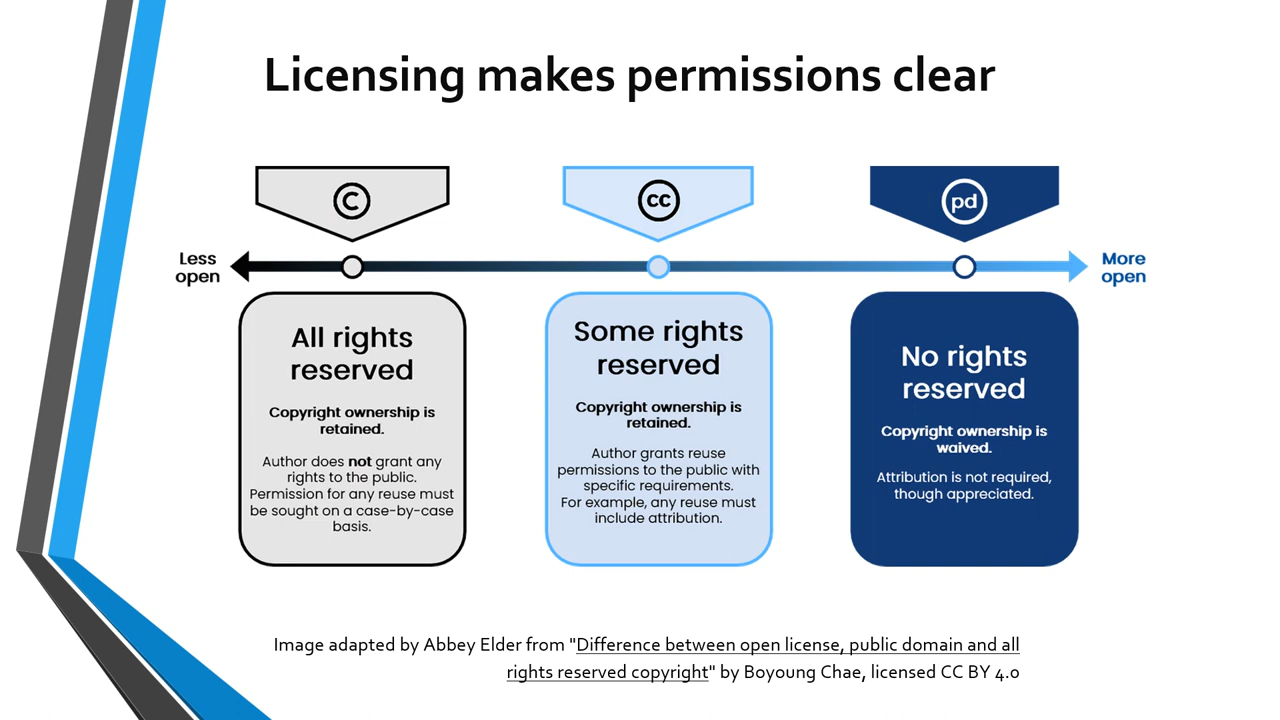 Licensing makes permissions clear
C
cc
pd
Less
open
More
open
All rights
reserved
Copyright ownership is
retained.
Author does not grant any
rights to the public.
Permission for any reuse must
be sought on a case-by-case
basis.
Some rights
reserved
Copyright ownership is
retained.
Author grants reuse
permissions to the public with
specific requirements.
For example, any reuse must
include attribution.
No rights
reserved
Copyright ownership is
waived.
Attribution is not required,
though appreciated.
Image adapted by Abbey Elder from "Difference between open license, public domain and all
rights reserved copyright" by Boyoung Chae, licensed CC BY 4.0